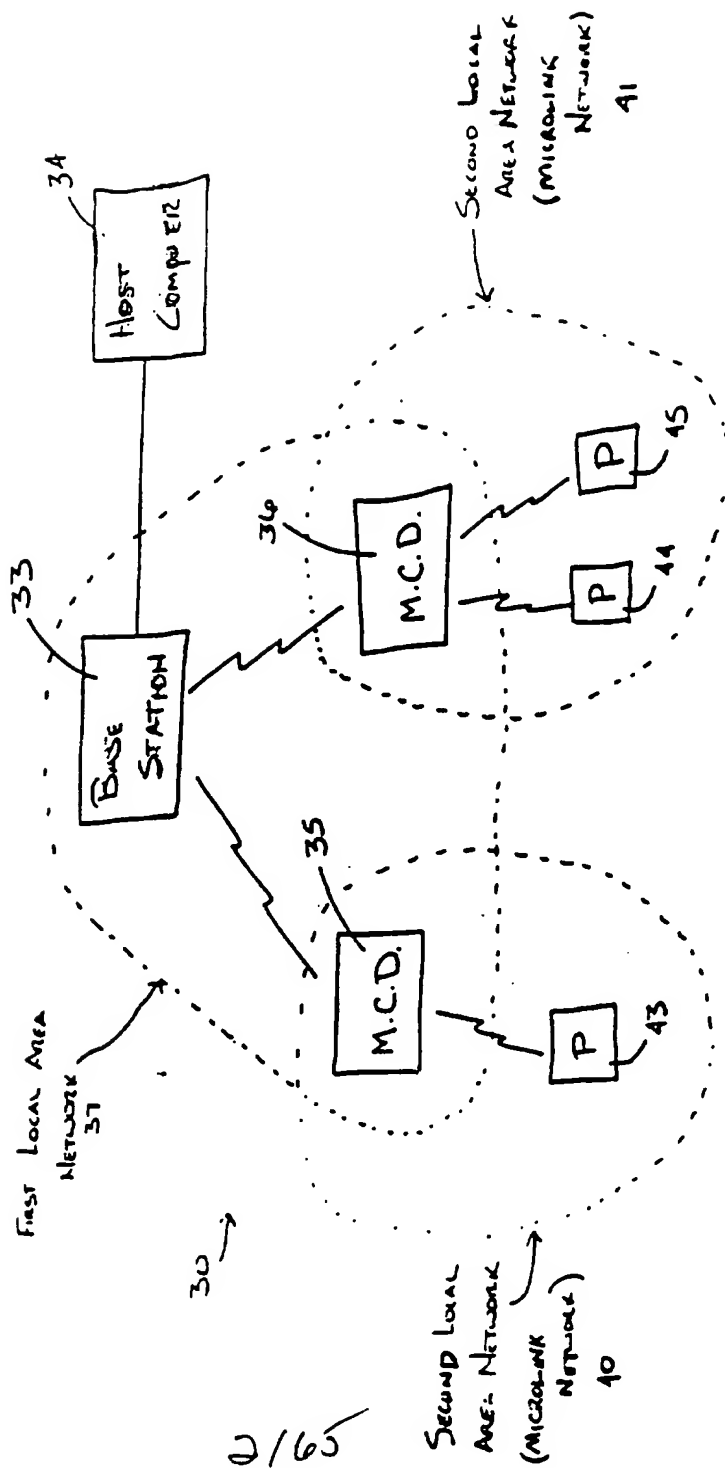 34
HOST
COMPUTER
33
BASE
STATION
FIRST LOCAL AREA
NETWORK
37
30
36
M.C.D.
35
M.C.D.
SECOND LOCAL
AREA NETWORK
(MICROLINK
NETWORK)
41
P
45
P
44
P
43
SECOND LOCAL
AREA NETWORK
(MICROLINK
NETWORK)
40
2/65